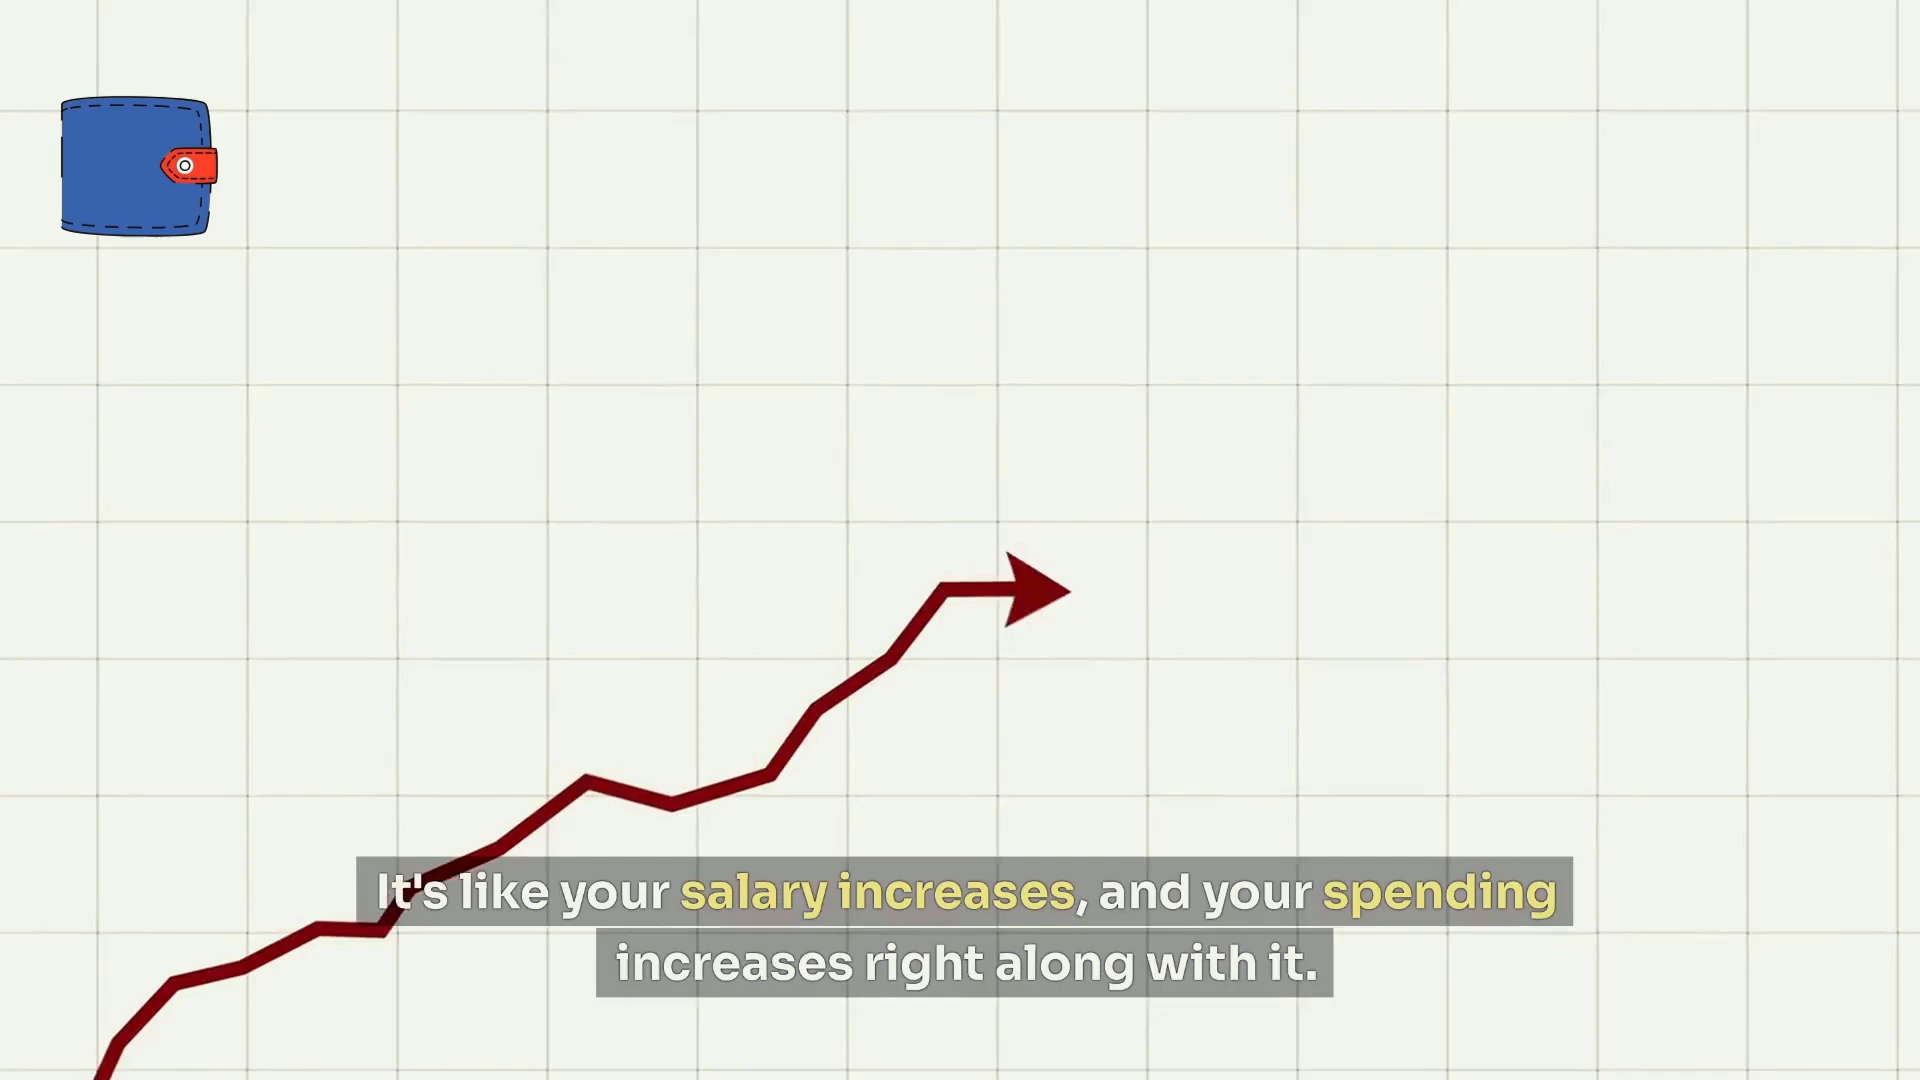 It's like your salary increases, and your spending
increases right along with it.